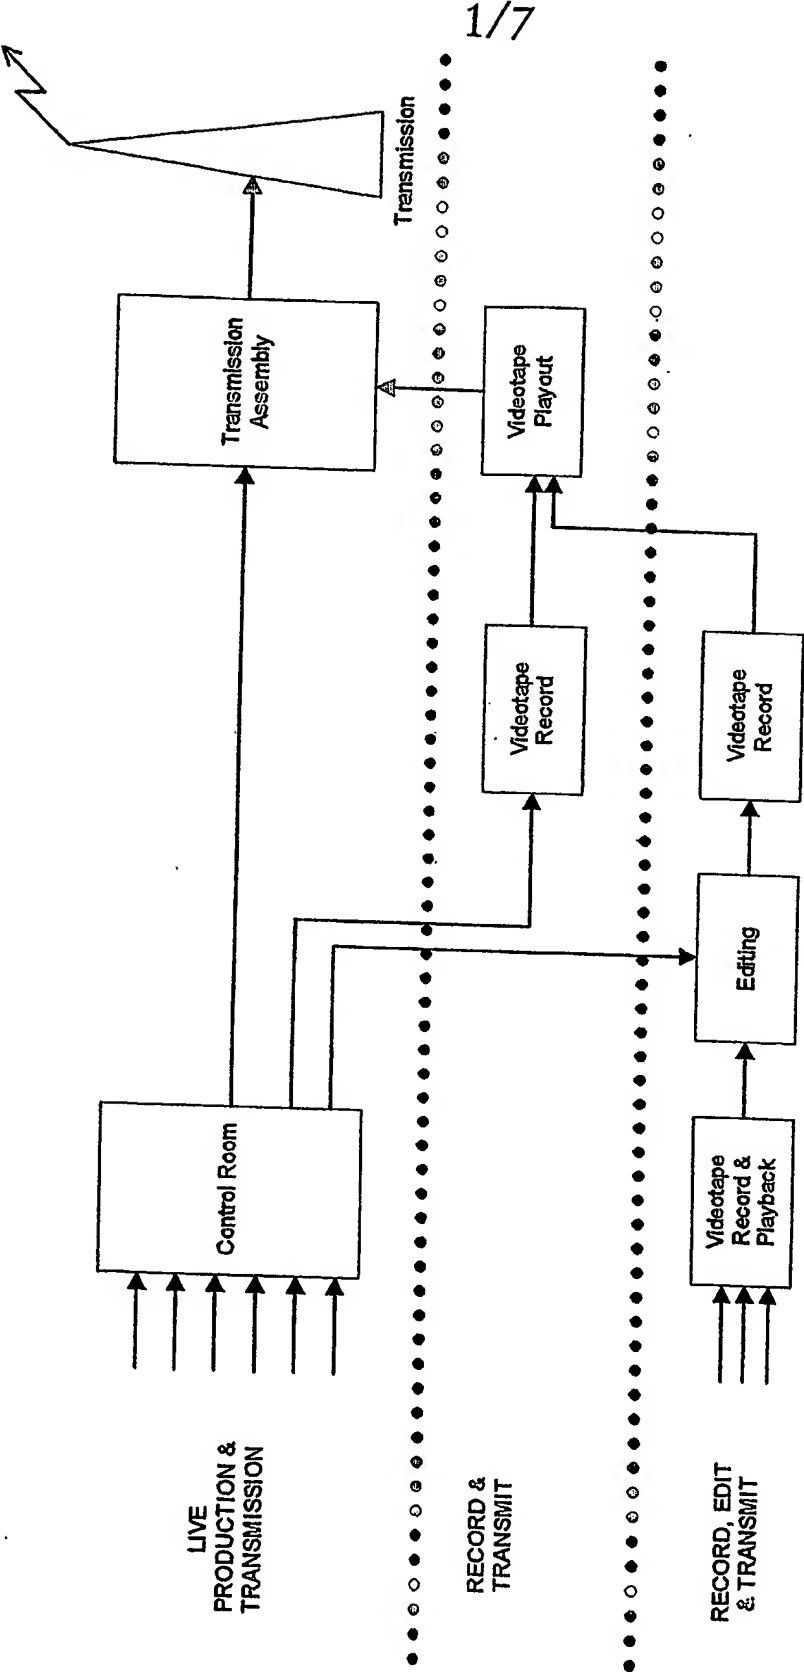 1/7
LIVE
PRODUCTION &
TRANSMISSION
Control Room
Transmission
Assembly
Transmission
RECORD &
TRANSMIT
Videotape
Record
Videotape
Playout
RECORD, EDIT
& TRANSMIT
Videotape
Record &
Playback
Editing
Videotape
Record